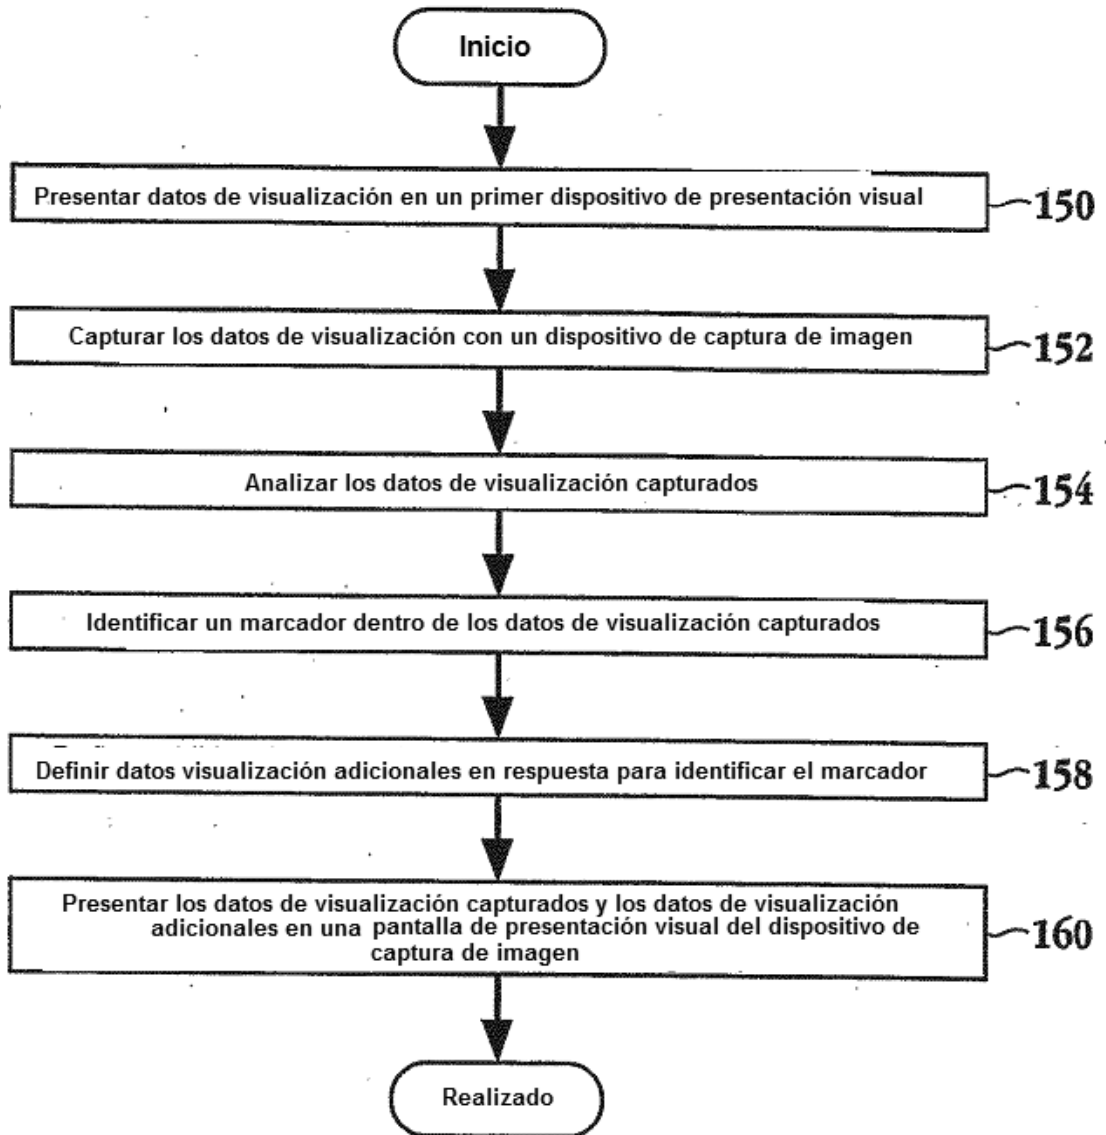 Inicio
Presentar datos de visualización en un primer dispositivo de presentación visual
150
Capturar los datos de visualización con un dispositivo de captura de imagen
152
Analizar los datos de visualización capturados
154
Identificar un marcador dentro de los datos de visualización capturados
156
Definir datos visualización adicionales en respuesta para identificar el marcador
158
Presentar los datos de visualización capturados y los datos de visualización
adicionales en una pantalla de presentación visual del dispositivo de
captura de imagen
160
Realizado